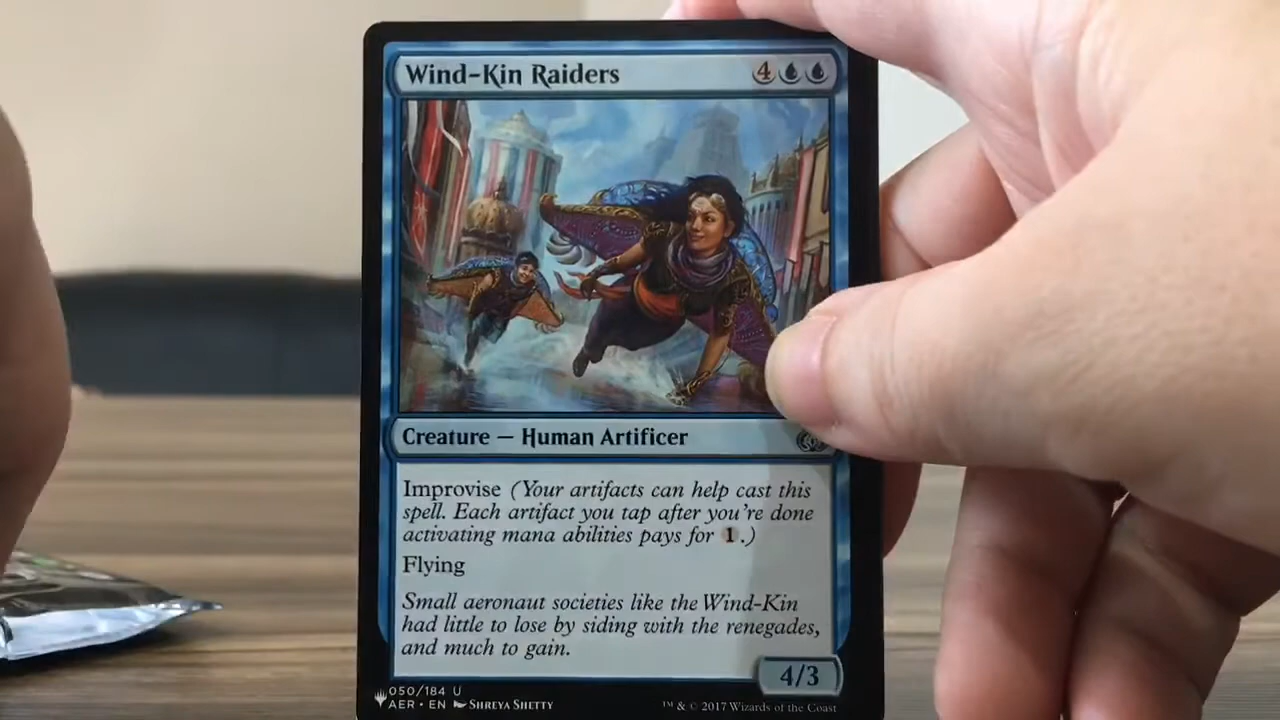 Wind-Kin Raiders 4
Creature — Human Artificer
Improvise (Your artifacts can help cast this
spell. Each artifact you tap after you're done
activating mana abilities pays for 1.)
Flying
Small aeronaut societies like the Wind-Kin
had little to lose by siding with the renegades,
and much to gain.
4/3
050/184 U
AER • EN Shreya Shetty
™ & © 2017 Wizards of the Coast